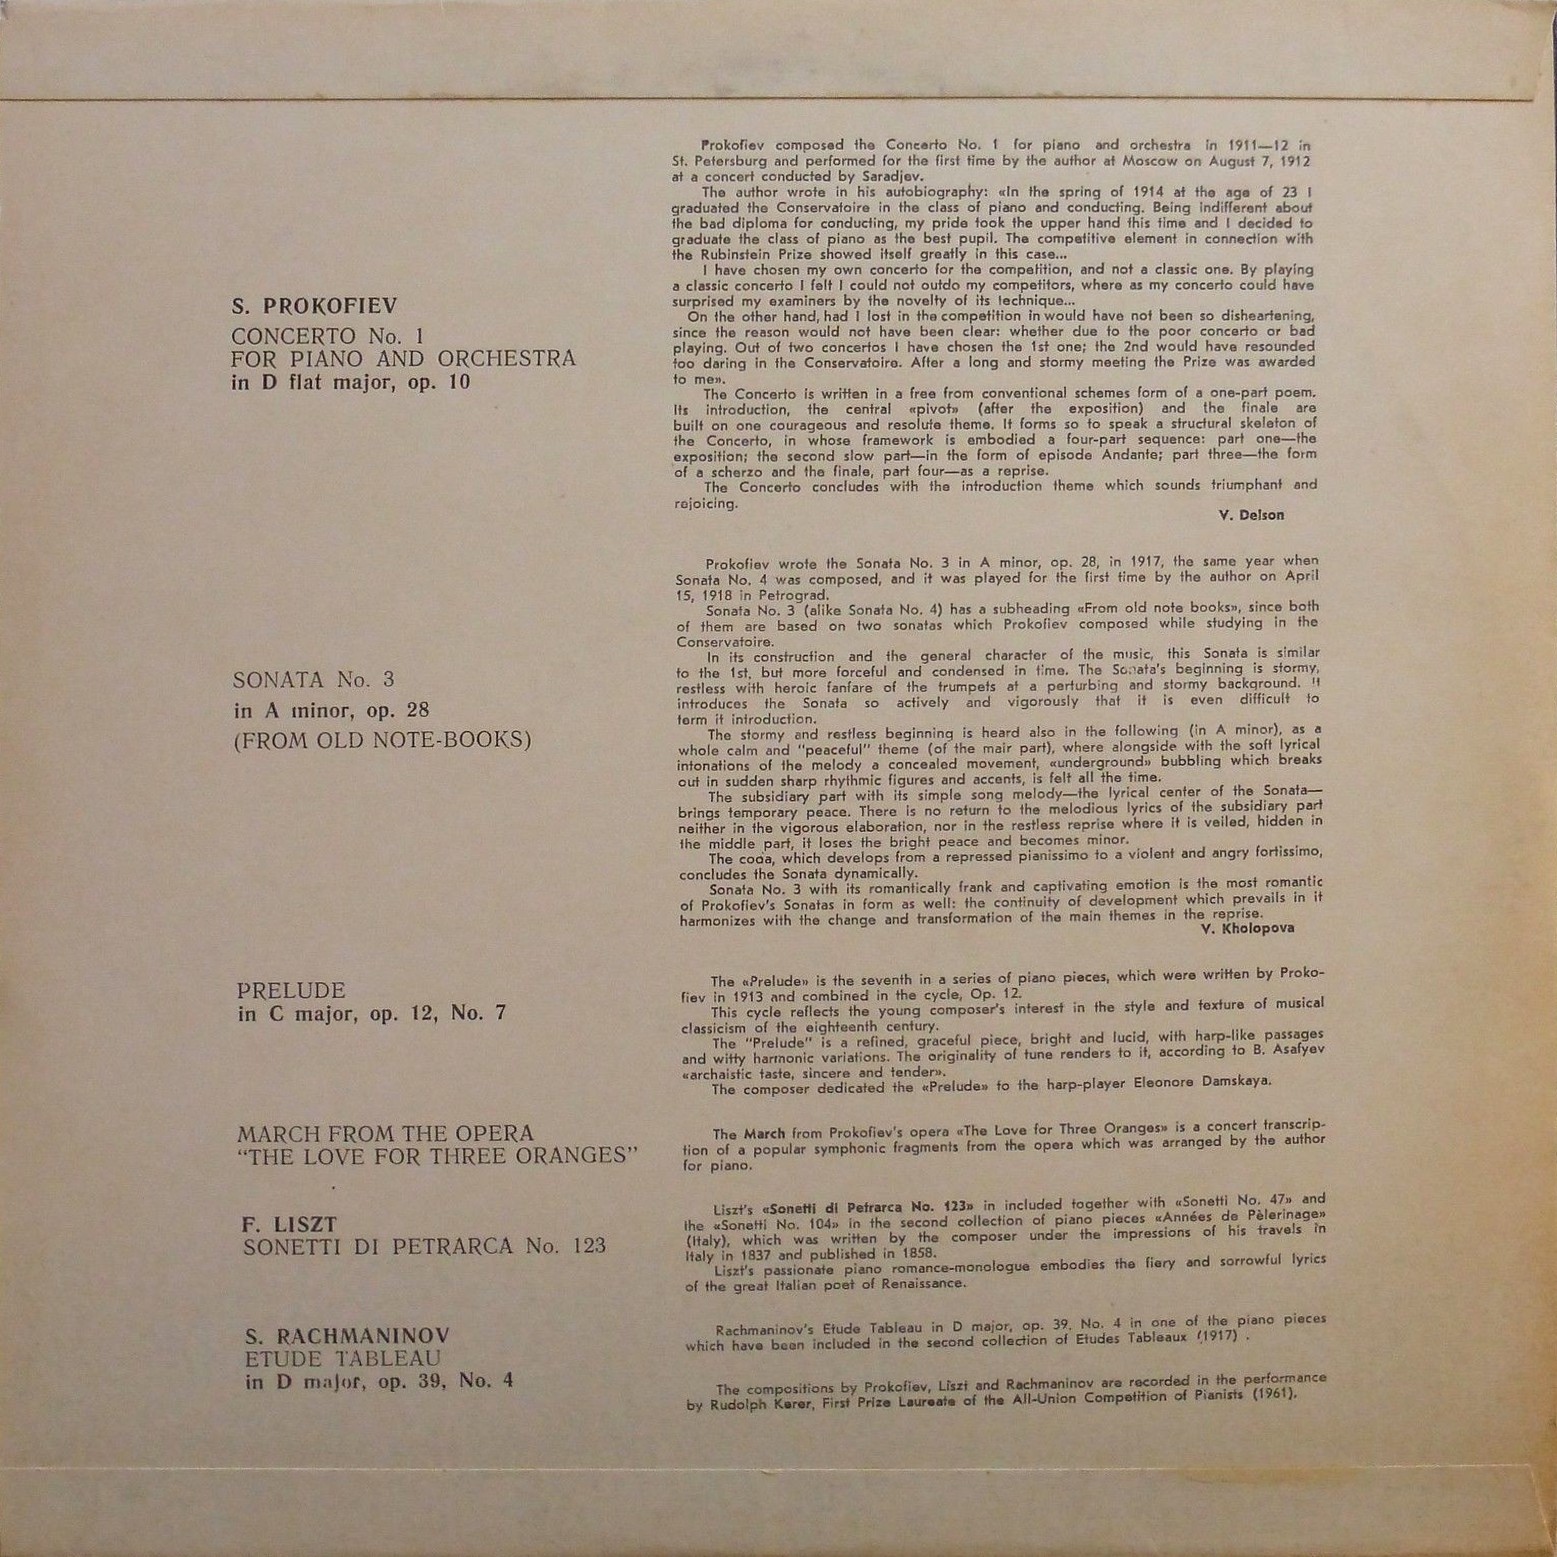 S. PROKOFIEV
CONCERTO No. 1
FOR PIANO AND ORCHESTRA
in D flat major, op. 10
Prokofiev composed the Concerto No. 1 for piano and orchestra in 1911—12 in
St. Petersburg and performed for the first time by the author at Moscow on August 7, 1912
at a concert conducted by Saradjev.
The author wrote in his autobiography: «In the spring of 1914 at the age of 23 I
graduated the Conservatoire in the class of piano and conducting. Being indifferent about
the bad diploma for conducting, my pride took the upper hand this time and I decided to
graduate the class of piano as the best pupil. The competitive element in connection with
the Rubinstein Prize showed itself greatly in this case...
I have chosen my own concerto for the competition, and not a classic one. By playing
a classic concerto I felt I could not outdo my competitors, where as my concerto could have
surprised my examiners by the novelty of its technique...
On the other hand, had I lost in the competition in would have not been so disheartening,
since the reason would not have been clear: whether due to the poor concerto or bad
playing. Out of two concertos I have chosen the 1st one; the 2nd would have resounded
too daring in the Conservatoire. After a long and stormy meeting the Prize was awarded
to me».
The Concerto is written in a free from conventional schemes form of a one-part poem.
Its introduction, the central «pivot» (after the exposition) and the finale are
built on one courageous and resolute theme. It forms so to speak a structural skeleton of
the Concerto, in whose framework is embodied a four-part sequence: part one—the
exposition; the second slow part—in the form of episode Andante; part three—the form
of a scherzo and the finale, part four—as a reprise.
The Concerto concludes with the introduction theme which sounds triumphant and
rejoicing.
V. Delson
SONATA No. 3
in A minor, op. 28
(FROM OLD NOTE-BOOKS)
Prokofiev wrote the Sonata No. 3 in A minor, op. 28, in 1917, the same year when
Sonata No. 4 was composed, and it was played for the first time by the author on April
15, 1918 in Petrograd.
Sonata No. 3 (alike Sonata No. 4) has a subheading «From old note books», since both
of them are based on two sonatas which Prokofiev composed while studying in the
Conservatoire.
In its construction and the general character of the music, this Sonata is similar
to the 1st, but more forceful and condensed in time. The Sonata's beginning is stormy,
restless with heroic fanfare of the trumpets at a perturbing and stormy background. It
introduces the Sonata so actively and vigorously that it is even difficult to
term it introduction.
The stormy and restless beginning is heard also in the following (in A minor), as a
whole calm and "peaceful" theme (of the mair part), where alongside with the soft lyrical
intonations of the melody a concealed movement, «underground» bubbling which breaks
out in sudden sharp rhythmic figures and accents, is felt all the time.
The subsidiary part with its simple song melody—the lyrical center of the Sonata—
brings temporary peace. There is no return to the melodious lyrics of the subsidiary part
neither in the vigorous elaboration, nor in the restless reprise where it is veiled, hidden in
the middle part, it loses the bright peace and becomes minor.
The coda, which develops from a repressed pianissimo to a violent and angry fortissimo,
concludes the Sonata dynamically.
Sonata No. 3 with its romantically frank and captivating emotion is the most romantic
of Prokofiev's Sonatas in form as well: the continuity of development which prevails in it
harmonizes with the change and transformation of the main themes in the reprise.
V. Kholopova
PRELUDE
in C major, op. 12, No. 7
The «Prelude» is the seventh in a series of piano pieces, which were written by Proko-
fiev in 1913 and combined in the cycle, Op. 12.
This cycle reflects the young composer's interest in the style and texture of musical
classicism of the eighteenth century.
The "Prelude" is a refined, graceful piece, bright and lucid, with harp-like passages
and witty harmonic variations. The originality of tune renders to it, according to B. Asafyev
«archaistic taste, sincere and tender».
The composer dedicated the «Prelude» to the harp-player Eleonore Damskaya.
MARCH FROM THE OPERA
“THE LOVE FOR THREE ORANGES”
The March from Prokofiev's opera «The Love for Three Oranges» is a concert transcrip-
tion of a popular symphonic fragments from the opera which was arranged by the author
for piano.
F. LISZT
SONETTI DI PETRARCA No. 123
Liszt's «Sonetti di Petrarca No. 123» in included together with «Sonetti No. 47» and
the «Sonetti No. 104» in the second collection of piano pieces «Années de Pèlerinage»
(Italy), which was written by the composer under the impressions of his travels in
Italy in 1837 and published in 1858.
Liszt's passionate piano romance-monologue embodies the fiery and sorrowful lyrics
of the great Italian poet of Renaissance.
S. RACHMANINOV
ETUDE TABLEAU
in D major, op. 39, No. 4
Rachmaninov's Etude Tableau in D major, op. 39, No. 4 in one of the piano pieces
which have been included in the second collection of Etudes Tableaux (1917) .
The compositions by Prokofiev, Liszt and Rachmaninov are recorded in the performance
by Rudolph Kerer, First Prize Laureate of the All-Union Competition of Pianists (1961).